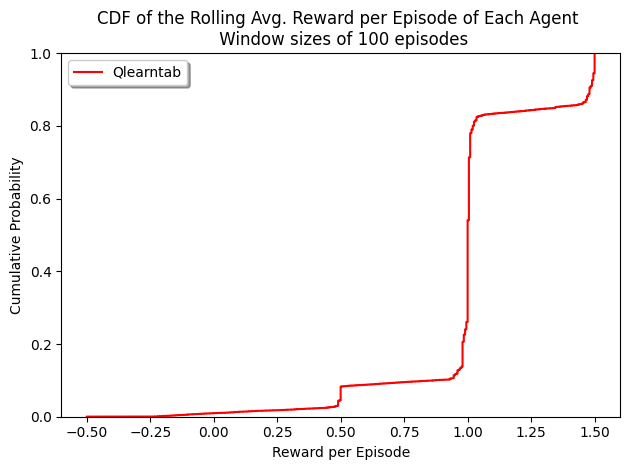 CDF of the Rolling Avg. Reward per Episode of Each Agent
Window sizes of 100 episodes
Qlearntab
1.0
0.8
0.6
0.4
0.2
0.0
Cumulative Probability
−0.50 −0.25 0.00 0.25 0.50 0.75 1.00 1.25 1.50
Reward per Episode